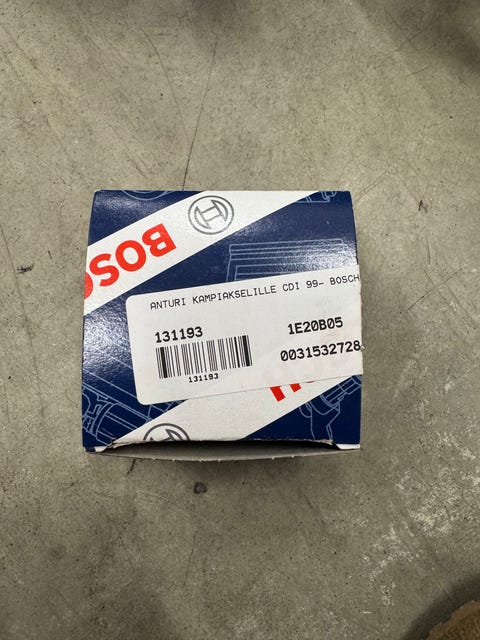 BOSCH
ANTURI KAMPIAKSELILLE CDI 99- BOSCH
131193
1E20B05
0031532728
131193